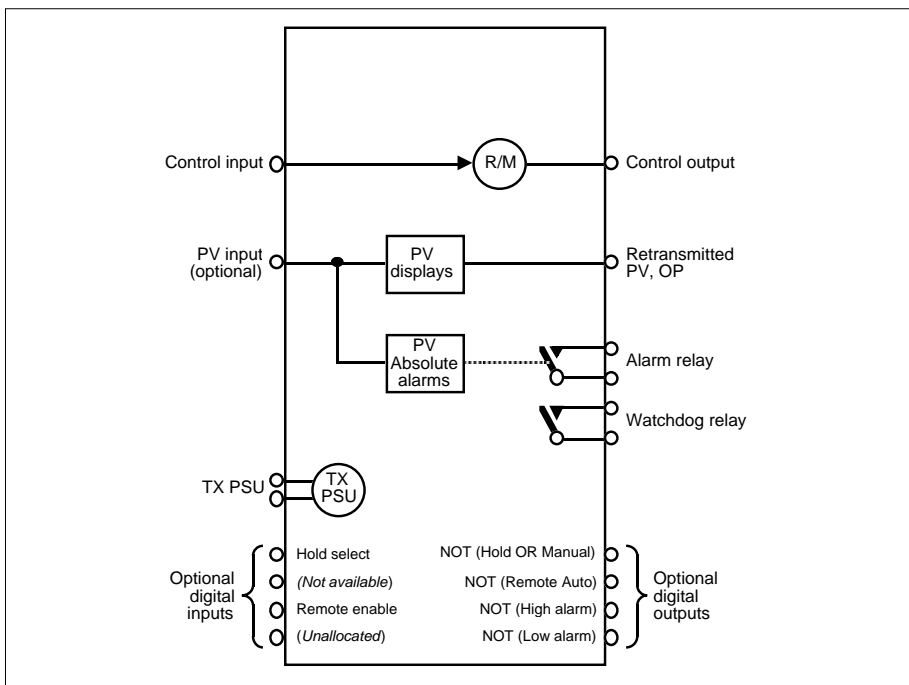 Control input
R/M
Control output
PV input
(optional)
PV
displays
Retransmitted
PV, OP
PV
Absolute
alarms
Alarm relay
Watchdog relay
TX PSU
TX
PSU
Optional
digital
inputs
Hold select
(Not available)
Remote enable
(Unallocated)
NOT (Hold OR Manual)
NOT (Remote Auto)
NOT (High alarm)
NOT (Low alarm)
Optional
digital
outputs